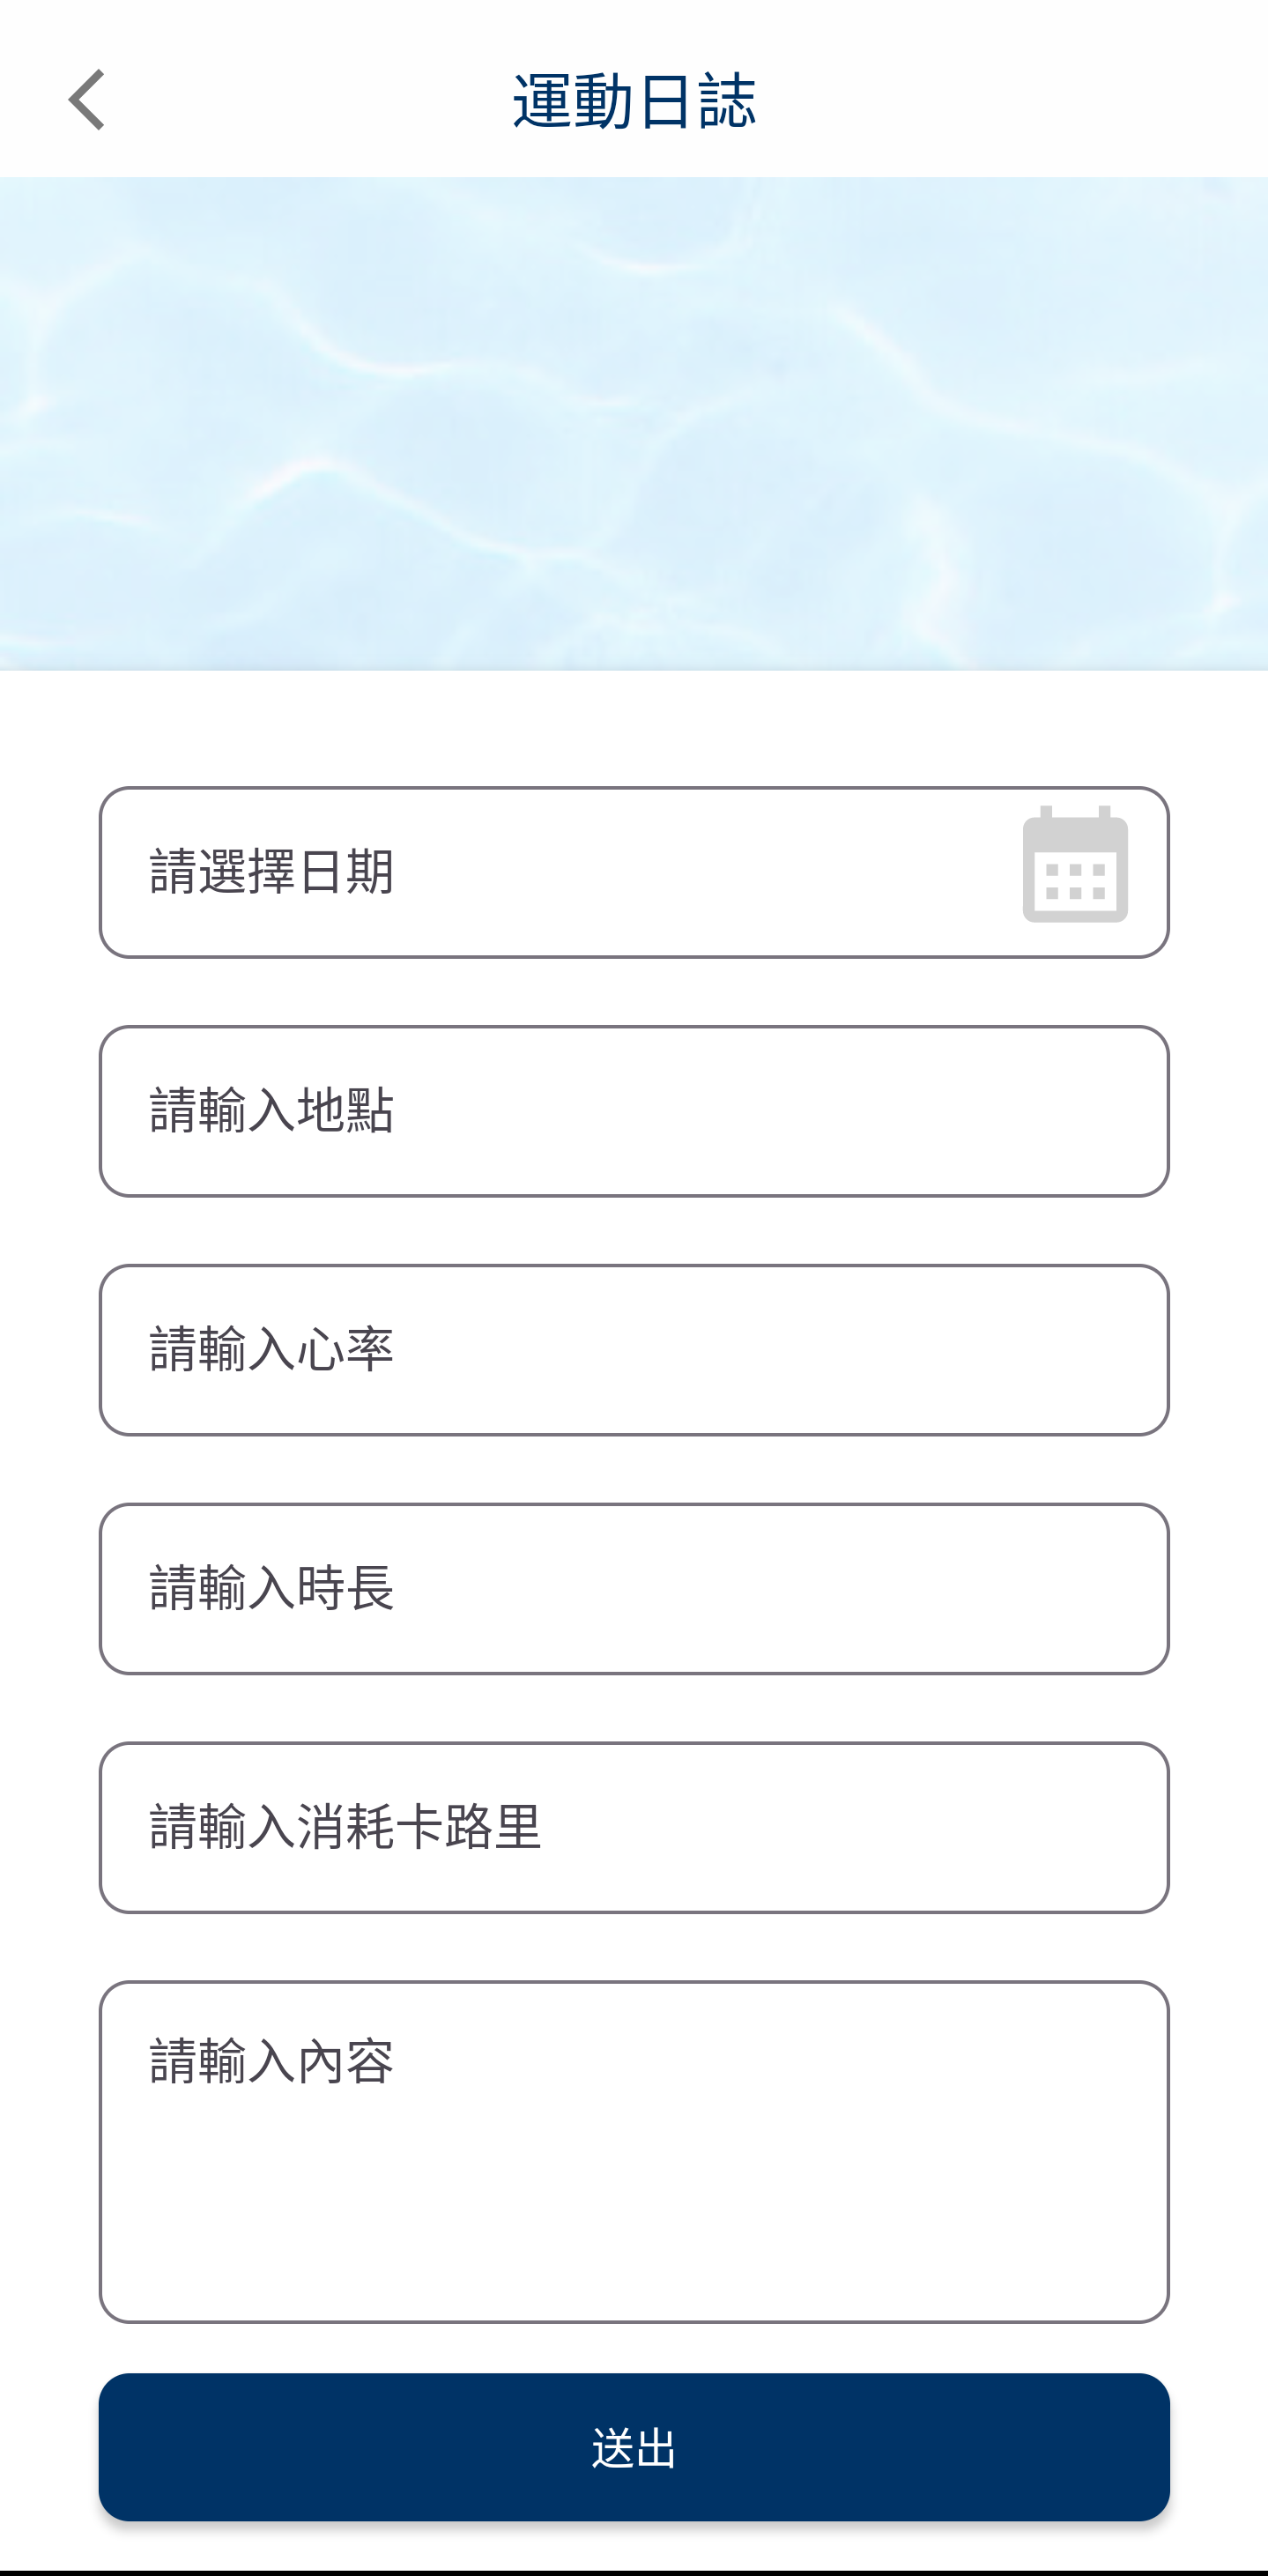 運動日誌
請選擇日期
請輸入地點
請輸入心率
請輸入時長
請輸入消耗卡路里
請輸入內容
送出